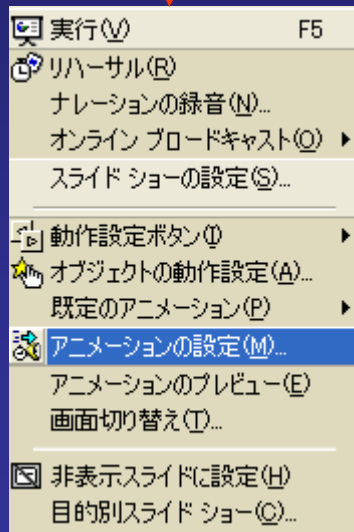 実行(V) F5
リハーサル(R)
ナレーションの録音(N)...
オンライン ブロードキャスト(O)
スライド ショーの設定(S)...
動作設定ボタン(I)
オブジェクトの動作設定(A)...
既定のアニメーション(P)
アニメーションの設定(M)...
アニメーションのプレビュー(E)
画面切り替え(T)...
非表示スライドに設定(H)
目的別スライド ショー(C)...